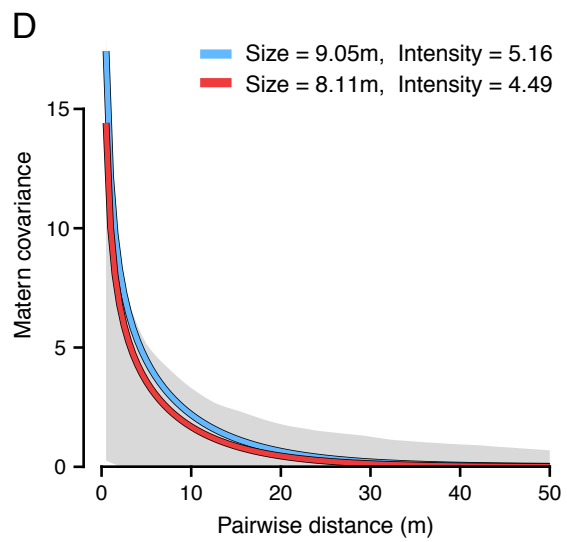 D
Size = 9.05m, Intensity = 5.16
Size = 8.11m, Intensity = 4.49
15
10
5
0
Matern covariance
0 10 20 30 40 50
Pairwise distance (m)